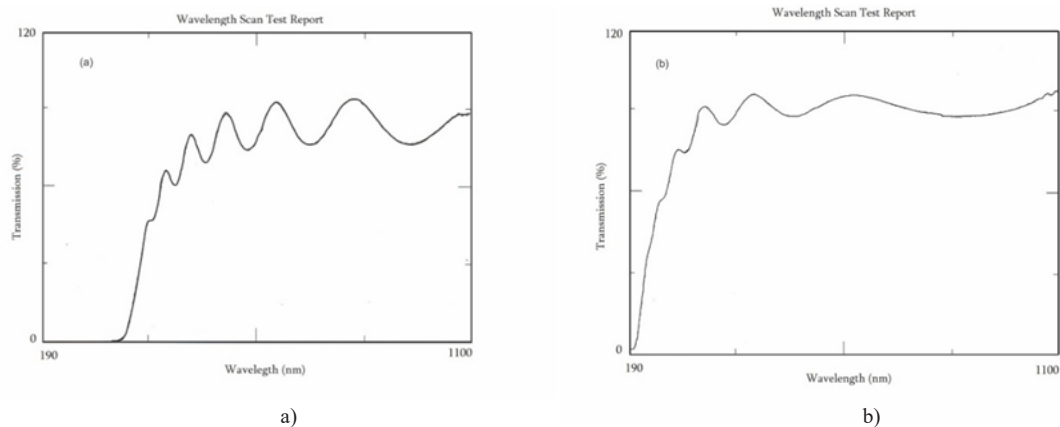 Wavelength Scan Test Report
120
(a)
Transmission (%)
0
190
1100
Wavelegth (nm)
a)
Wavelength Scan Test Report
120
(b)
Transmission (%)
0
190
1100
Wavelength (nm)
b)